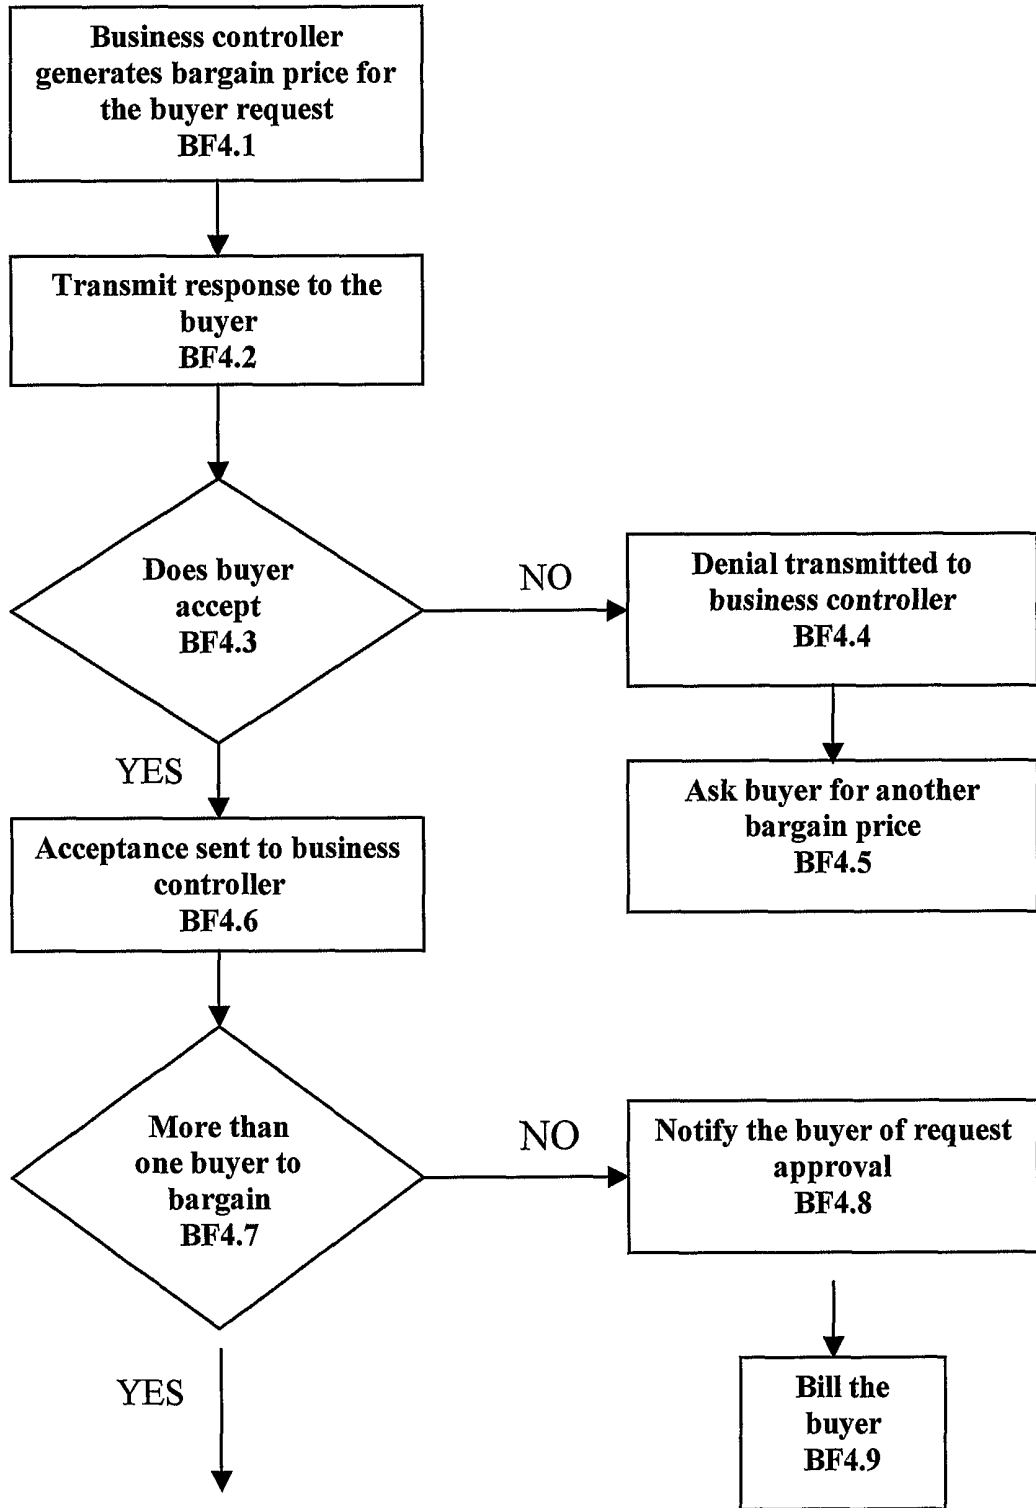 Business controller
generates bargain price for
the buyer request
BF4.1
Transmit response to the
buyer
BF4.2
Does buyer
accept
BF4.3
NO
Denial transmitted to
business controller
BF4.4
YES
Ask buyer for another
bargain price
BF4.5
Acceptance sent to business
controller
BF4.6
More than
one buyer to
bargain
BF4.7
NO
Notify the buyer of request
approval
BF4.8
YES
Bill the
buyer
BF4.9